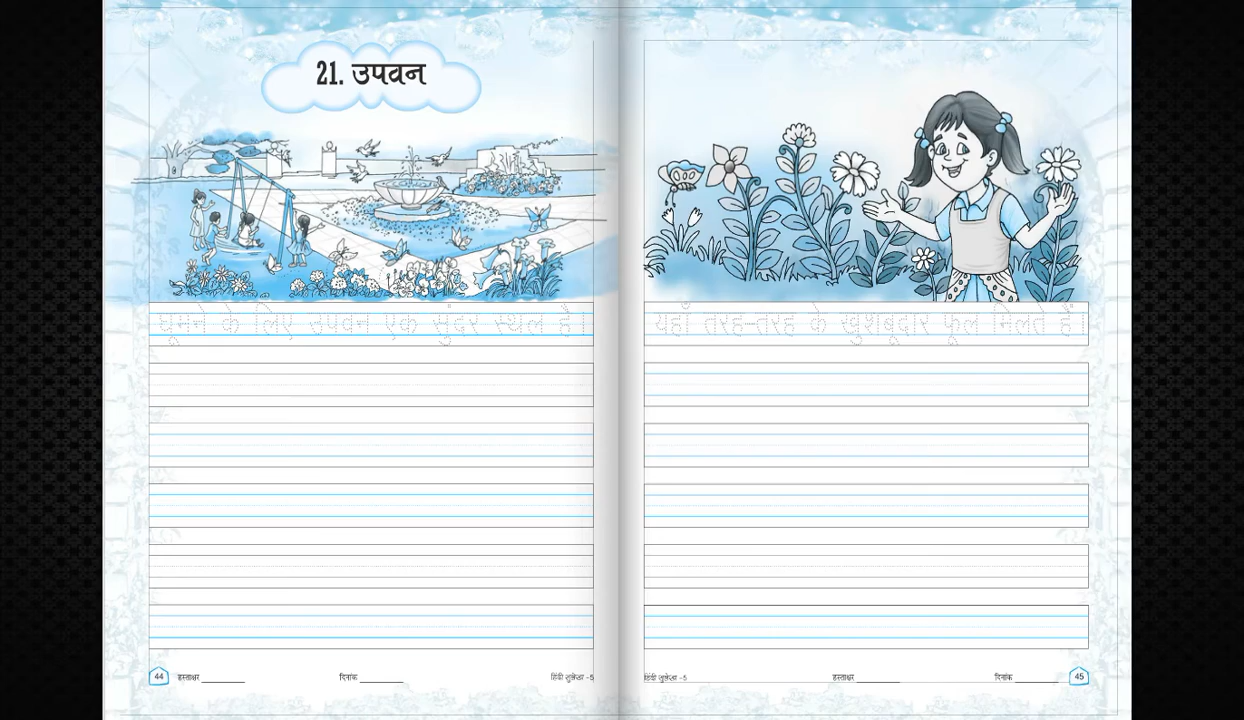 21. उपवन
घूमने के लिए उपवन एक सुंदर स्थल है।
44 हस्ताक्षर दिनांक हिंदी सुलेखा -5
यहाँ तरह-तरह के खुशबूदार फूल मिलते हैं।
हिंदी सुलेखा -5 हस्ताक्षर दिनांक 45